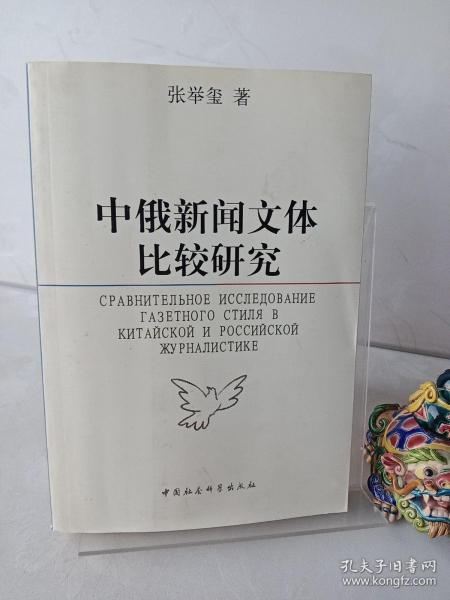 张举玺 著
中俄新闻文体
比较研究
СРАВНИТЕЛЬНОЕ ИССЛЕДОВАНИЕ
ГАЗЕТНОГО СТИЛЯ В
КИТАЙСКОЙ И РОССИЙСКОЙ
ЖУРНАЛИСТИКЕ
中国社会科学出版社
孔夫子旧书网
www.kongfz.com